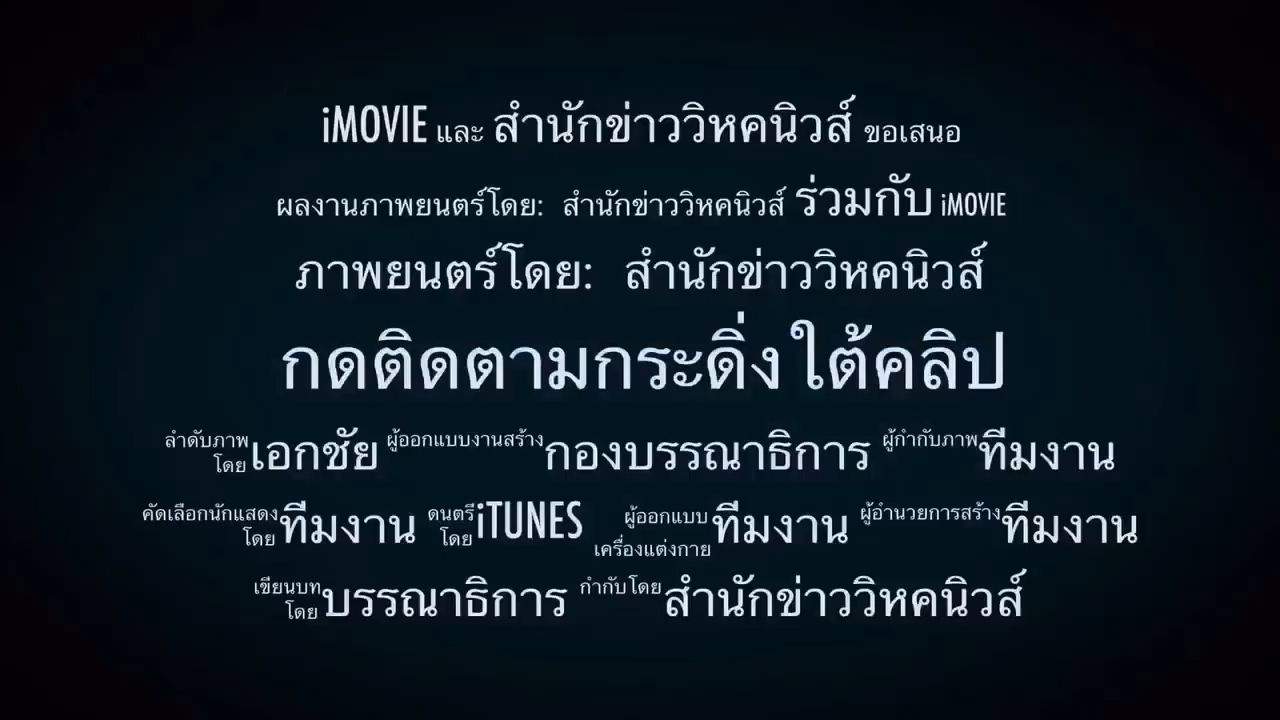 iMOVIE และ สำนักข่าววิหคนิวส์ ขอเสนอ
ผลงานภาพยนตร์โดย: สำนักข่าววิหคนิวส์ ร่วมกับ iMOVIE
ภาพยนตร์โดย: สำนักข่าววิหคนิวส์
กดติดตามกระดิ่ง ใต้คลิป
ลำดับภาพโดย เอกชัย ผู้ออกแบบงานสร้าง กองบรรณาธิการ ผู้กำกับภาพ ทีมงาน
คัดเลือกนักแสดงโดย ทีมงาน ดนตรีโดย iTUNES ผู้ออกแบบเครื่องแต่งกาย ทีมงาน ผู้อำนวยการสร้าง ทีมงาน
เขียนบทโดย บรรณาธิการ กำกับโดย สำนักข่าววิหคนิวส์